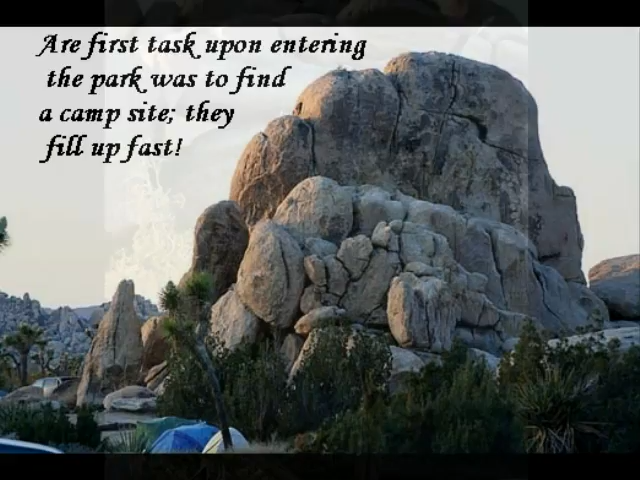 Are first task upon entering
the park was to find
a camp site; they
fill up fast!